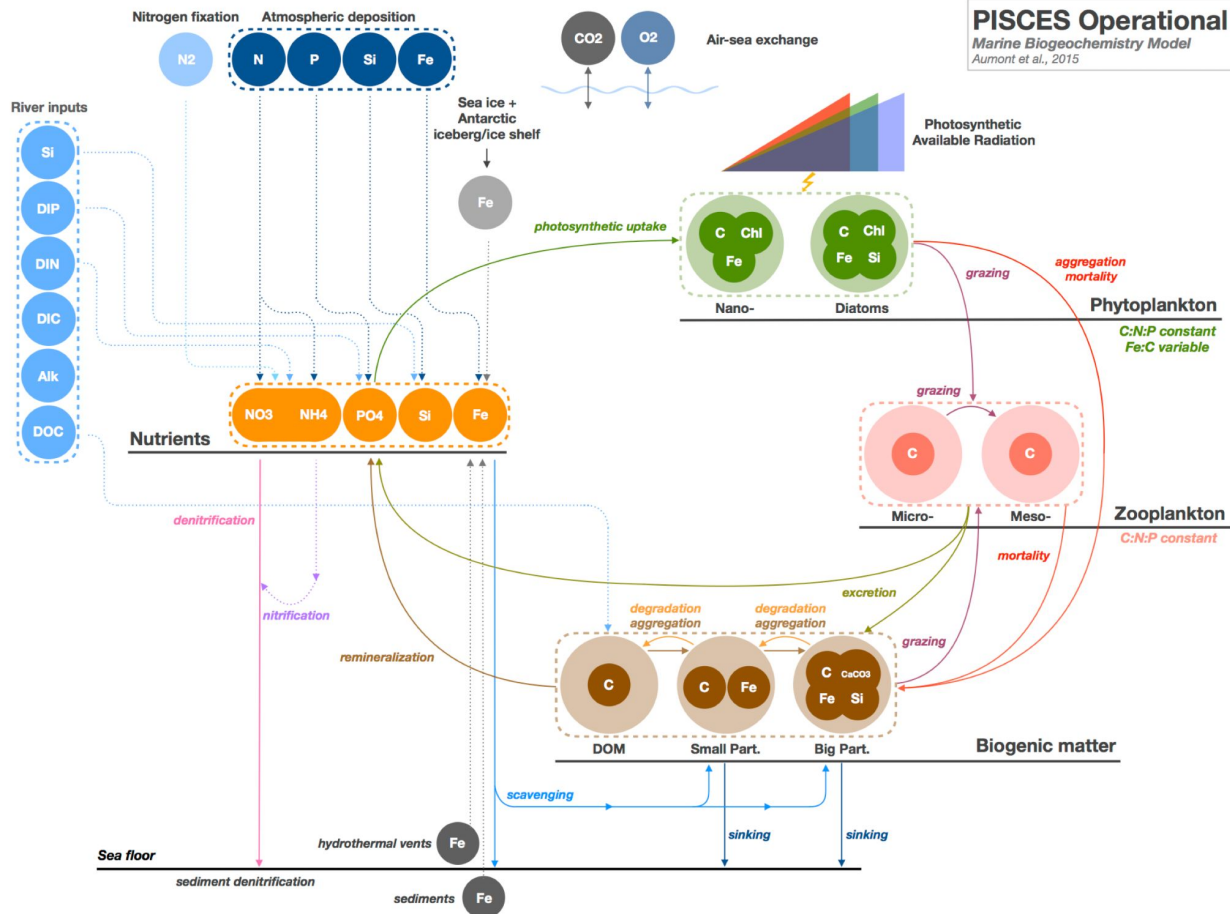 PISCES Operational
Marine Biogeochemistry Model
Aumont et al., 2015
Nitrogen fixation
Atmospheric deposition
N2
N
P
Si
Fe
CO2
O2
Air-sea exchange
River inputs
Si
DIP
DIN
DIC
Alk
DOC
Sea ice +
Antarctic
iceberg/ice shelf
Fe
Photosynthetic
Available Radiation
photosynthetic uptake
C
Chl
Fe
C
Chl
Fe
Si
Nano-
Diatoms
grazing
aggregation
mortality
Phytoplankton
C:N:P constant
Fe:C variable
NO3
NH4
PO4
Si
Fe
Nutrients
grazing
C
C
Micro-
Meso-
Zooplankton
C:N:P constant
denitrification
nitrification
mortality
excretion
grazing
remineralization
degradation
aggregation
degradation
aggregation
C
C
Fe
C
CaCO3
Fe
Si
DOM
Small Part.
Big Part.
Biogenic matter
scavenging
sinking
sinking
hydrothermal vents
Fe
Sea floor
sediment denitrification
sediments
Fe